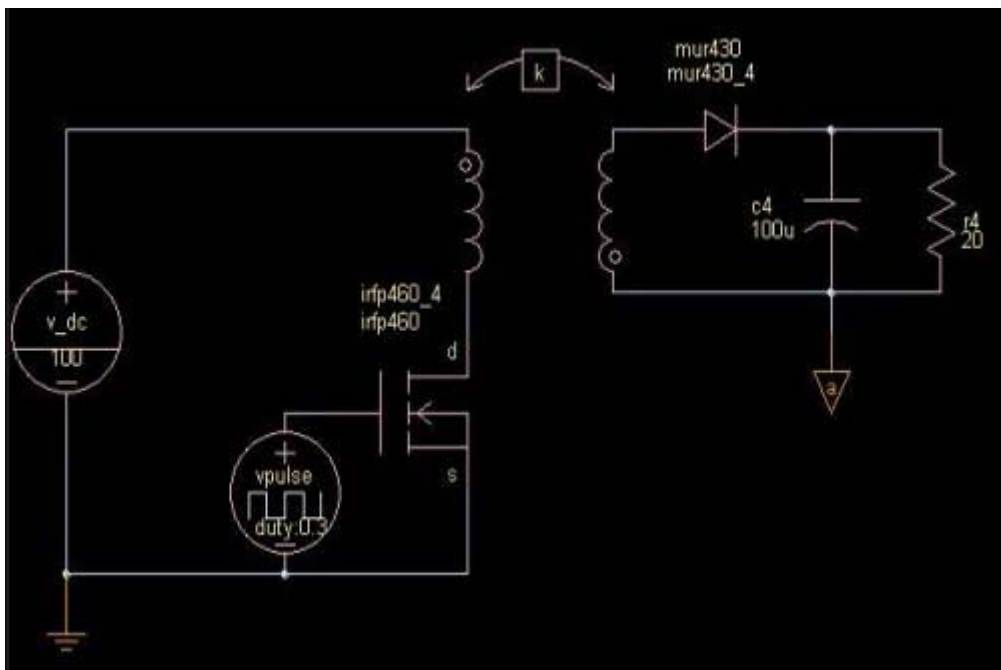 k
mur430
mur430_4
c4
100u
r4
20
irfp460_4
irfp460
d
s
+
v_dc
100
−
+
vpulse
duty:0.3
−
a